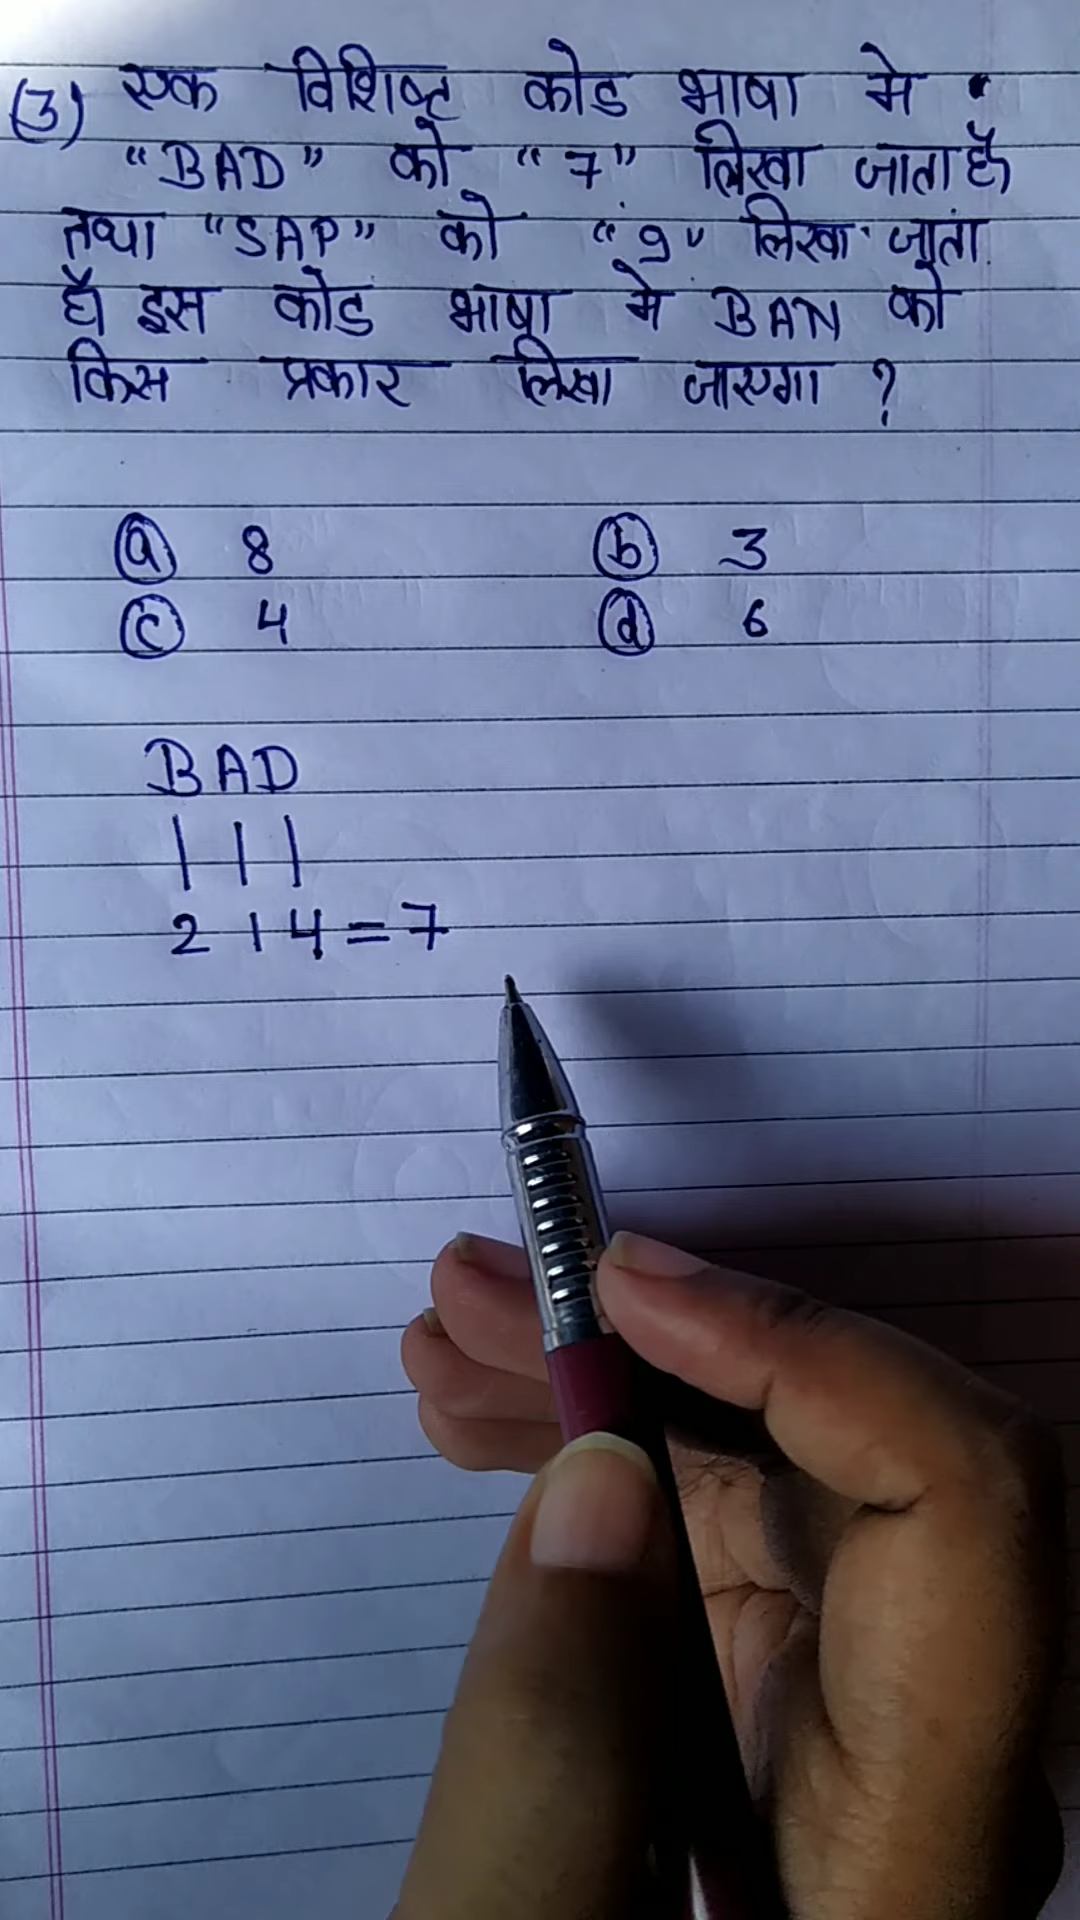 (3) एक विशिष्ट कोड भाषा मे
"BAD" को "7" लिखा जाता है
तथा "SAP" को "9" लिखा जाता
है इस कोड भाषा मे BAN को
किस प्रकार लिखा जाएगा ?
(a) 8 (b) 3
(c) 4 (d) 6
BAD
| | |
2 1 4 = 7